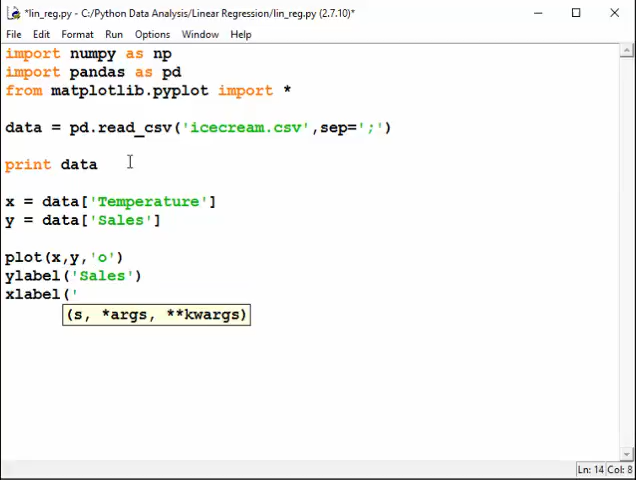 *lin_reg.py - C:/Python Data Analysis/Linear Regression/lin_reg.py (2.7.10)*
File Edit Format Run Options Window Help
import numpy as np
import pandas as pd
from matplotlib.pyplot import *
data = pd.read_csv('icecream.csv',sep=';')
print data
x = data['Temperature']
y = data['Sales']
plot(x,y,'o')
ylabel('Sales')
xlabel('
(s, *args, **kwargs)
Ln: 14 Col: 8